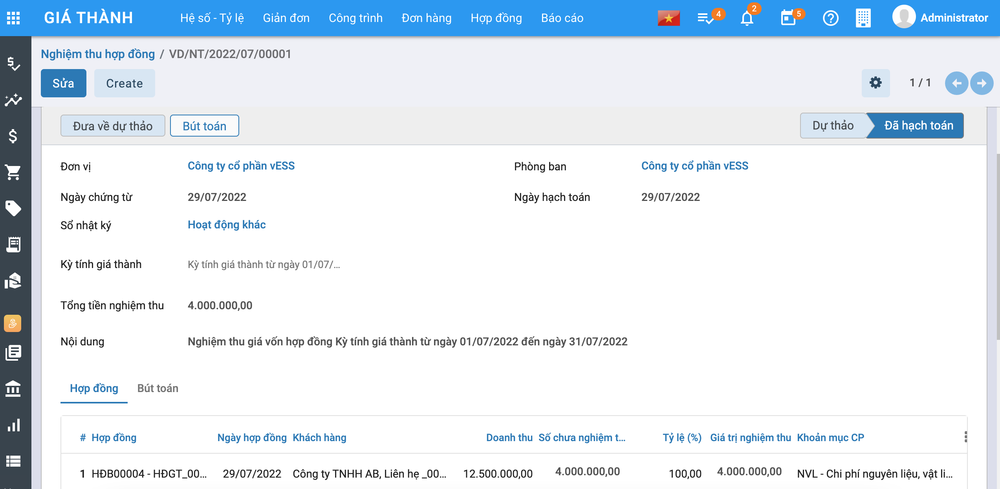 GIÁ THÀNH Hệ số - Tỷ lệ Giản đơn Công trình Đơn hàng Hợp đồng Báo cáo 4 2 5 Administrator
Nghiệm thu hợp đồng / VD/NT/2022/07/00001
Sửa Create 1 / 1
Đưa về dự thảo Bút toán Dự thảo Đã hạch toán
Đơn vị Công ty cổ phần vESS Phòng ban Công ty cổ phần vESS
Ngày chứng từ 29/07/2022 Ngày hạch toán 29/07/2022
Sổ nhật ký Hoạt động khác
Kỳ tính giá thành Kỳ tính giá thành từ ngày 01/07/...
Tổng tiền nghiệm thu 4.000.000,00
Nội dung Nghiệm thu giá vốn hợp đồng Kỳ tính giá thành từ ngày 01/07/2022 đến ngày 31/07/2022
Hợp đồng Bút toán
# Hợp đồng Ngày hợp đồng Khách hàng Doanh thu Số chưa nghiệm t... Tỷ lệ (%) Giá trị nghiệm thu Khoản mục CP
1 HĐB00004 - HĐGT_00... 29/07/2022 Công ty TNHH AB, Liên hẹ _00... 12.500.000,00 4.000.000,00 100,00 4.000.000,00 NVL - Chi phí nguyên liệu, vật li...